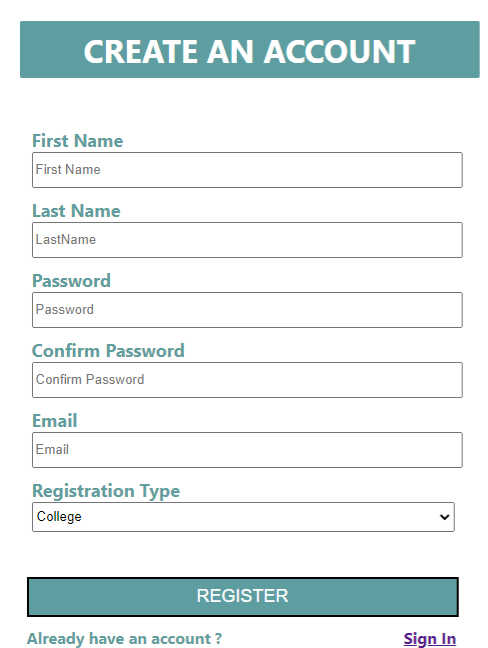 CREATE AN ACCOUNT
First Name
First Name
Last Name
LastName
Password
Password
Confirm Password
Confirm Password
Email
Email
Registration Type
College
REGISTER
Already have an account ? Sign In